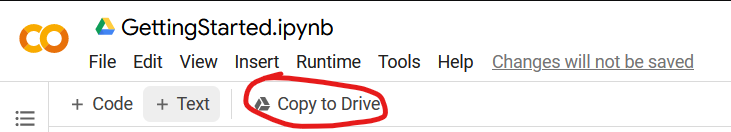 GettingStarted.ipynb
File Edit View Insert Runtime Tools Help Changes will not be saved
+ Code + Text Copy to Drive